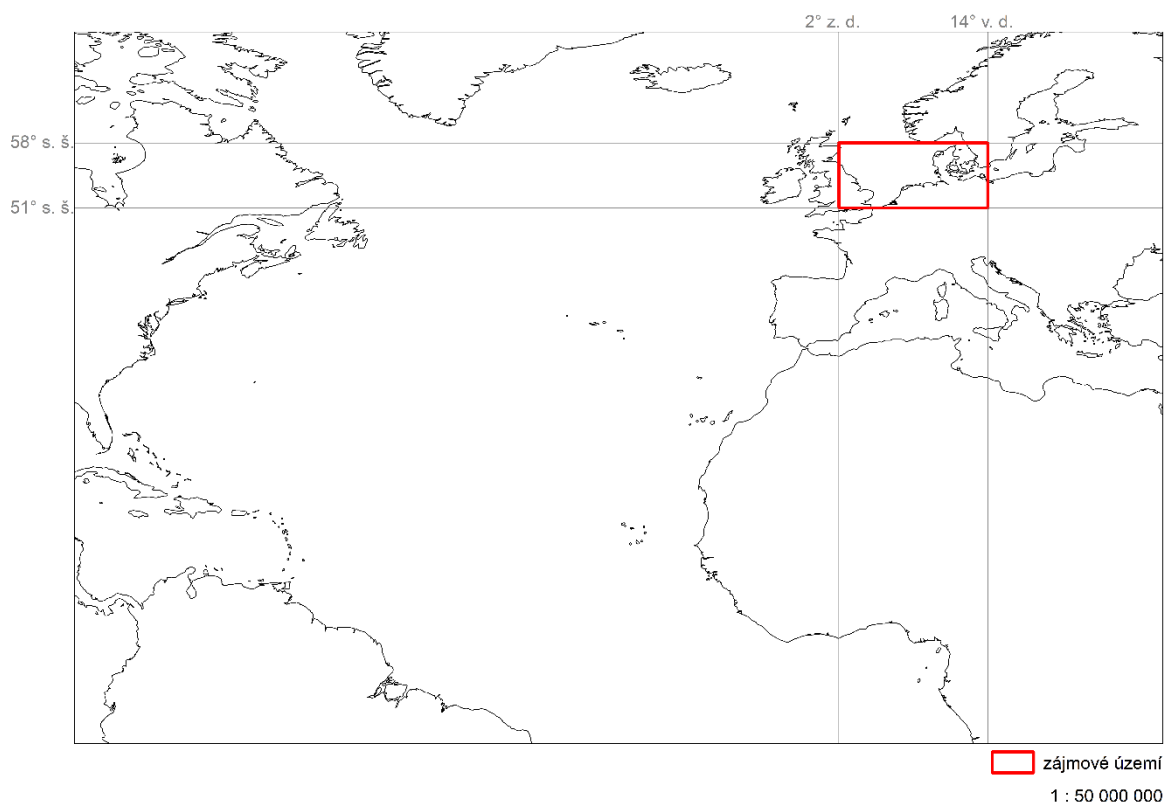 2° z. d.
14° v. d.
58° s. š.
51° s. š.
zájmové území
1 : 50 000 000